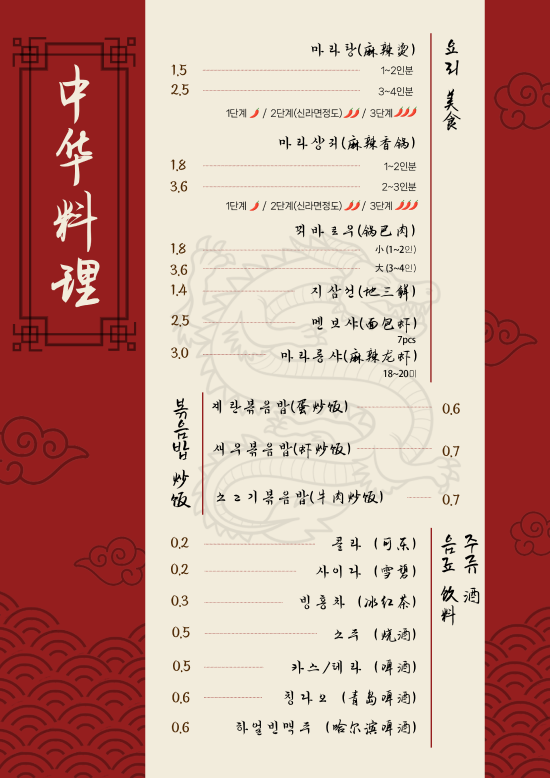 中华料理
요리 美食
마라탕(麻辣烫)
1.5 1~2인분
2.5 3~4인분
1단계 / 2단계(신라면정도) / 3단계
마라샹궈(麻辣香锅)
1.8 1~2인분
3.6 2~3인분
1단계 / 2단계(신라면정도) / 3단계
꿔바로우(锅巴肉)
1.8 小(1~2인)
3.6 大(3~4인)
1.4 지삼선(地三鲜)
2.5 멘보샤(面包虾)
7pcs
3.0 마라룽샤(麻辣龙虾)
18~20미
볶음밥 炒饭
계란볶음밥(蛋炒饭) 0.6
새우볶음밥(虾炒饭) 0.7
소고기볶음밥(牛肉炒饭) 0.7
주류 酒
음료 饮料
0.2 콜라 (可乐)
0.2 사이다 (雪碧)
0.3 빙홍차 (冰红茶)
0.5 소주 (烧酒)
0.5 카스/테라 (啤酒)
0.6 칭다오 (青岛啤酒)
0.6 하얼빈맥주 (哈尔滨啤酒)